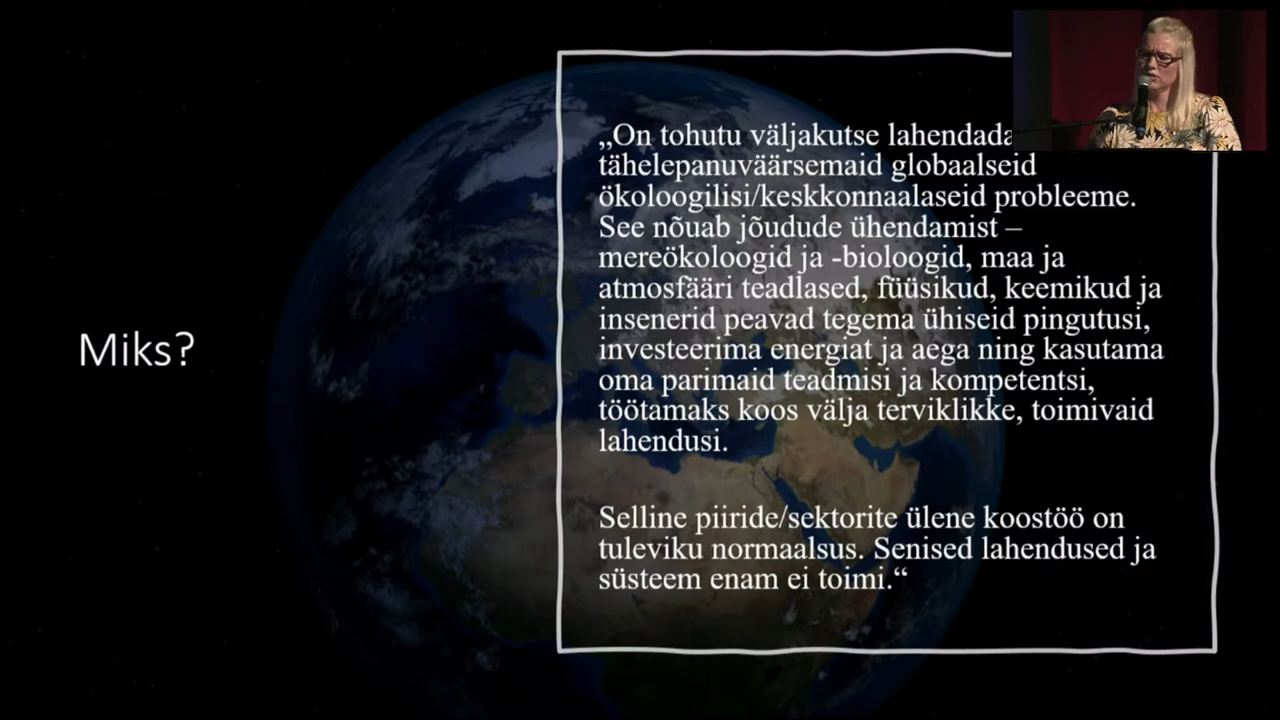 Miks?
„On tohutu väljakutse lahendada
tähelepanuväärsemaid globaalseid
ökoloogilisi/keskkonnaalaseid probleeme.
See nõuab jõudude ühendamist –
mereökoloogid ja -bioloogid, maa ja
atmosfääri teadlased, füüsikud, keemikud ja
insenerid peavad tegema ühiseid pingutusi,
investeerima energiat ja aega ning kasutama
oma parimaid teadmisi ja kompetentsi,
töötamaks koos välja terviklikke, toimivaid
lahendusi.
Selline piiride/sektorite ülene koostöö on
tuleviku normaalsus. Senised lahendused ja
süsteem enam ei toimi.“